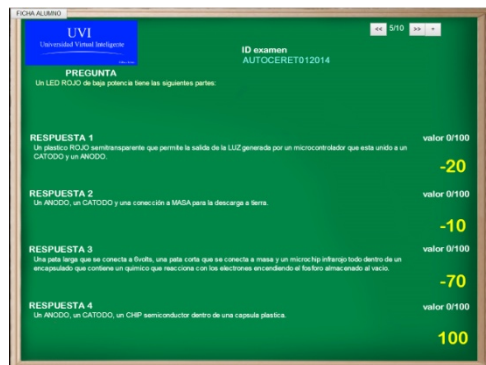 FICHA ALUMNO
UVI
Universidad Virtual Inteligente
<< 5/10 >>
ID examen
AUTOCERET012014
PREGUNTA
Un LED ROJO de baja potencia tiene las siguientes partes:
RESPUESTA 1
valor 0/100
Un plastico ROJO semitransparente que permite la salida de la LUZ generada por un microcontrolador que esta unido a un
CATODO y un ANODO.
-20
RESPUESTA 2
valor 0/100
Un ANODO, un CATODO y una conección a MASA para la descarga a tierra.
-10
RESPUESTA 3
valor 0/100
Una pata larga que se conecta a 6volts, una pata corta que se conecta a masa y un microchip infrarojo todo dentro de un
encapsulado que contiene un quimico que reacciona con los electrones encendiendo el fosforo almacenado al vacio.
-70
RESPUESTA 4
valor 0/100
Un ANODO, un CATODO, un CHIP semiconductor dentro de una capsula plastica.
100